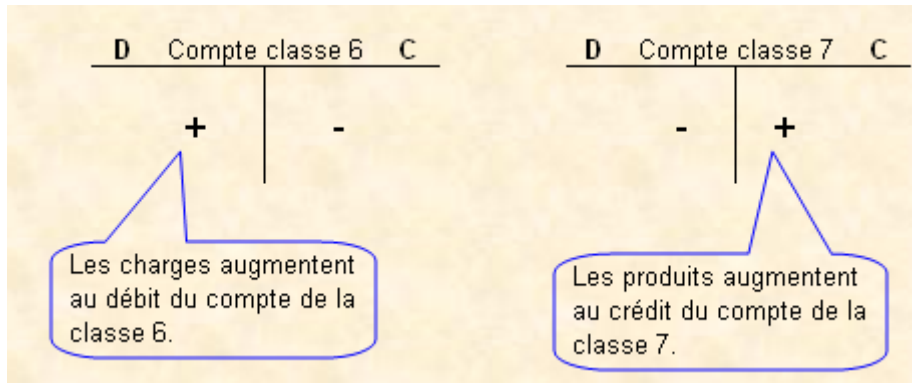 D Compte classe 6 C
+ -
Les charges augmentent
au débit du compte de la
classe 6.
D Compte classe 7 C
- +
Les produits augmentent
au crédit du compte de la
classe 7.